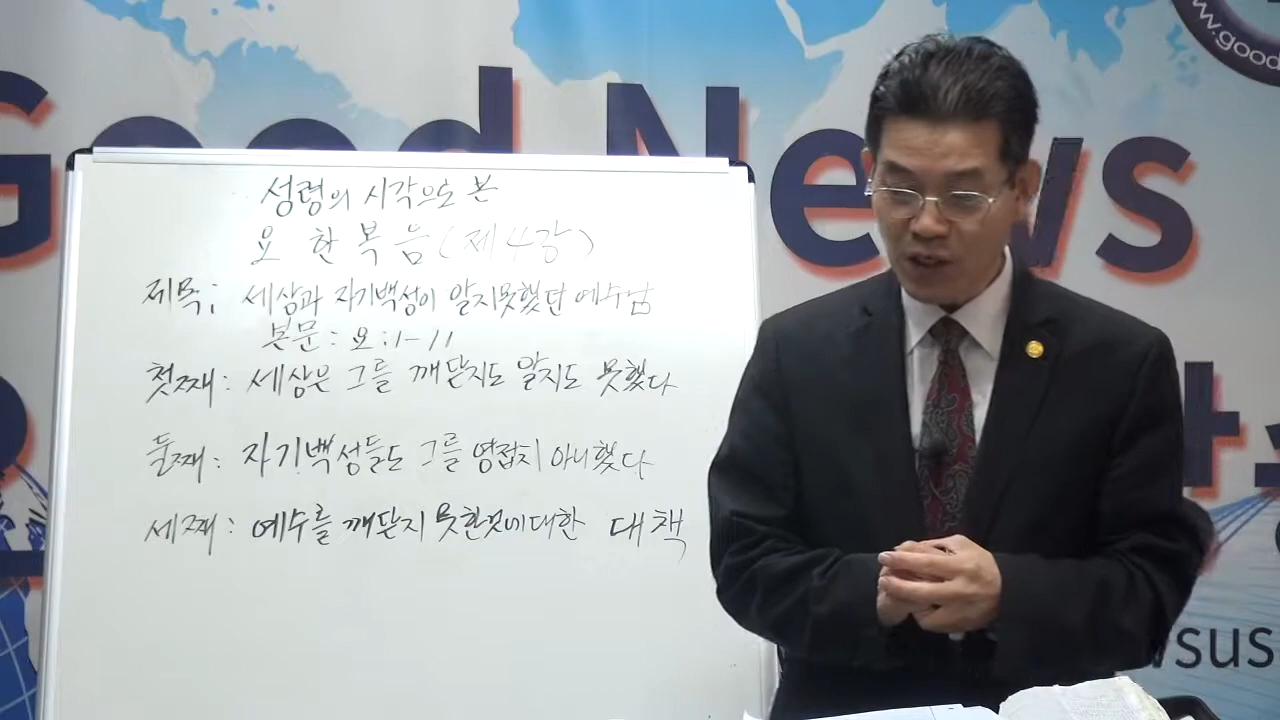 www.good
Good News
성령의 시각으로 본
요 한 복 음 (제 4강)
제목: 세상과 자기백성이 알지못했던 예수님
본문 : 요 : 1- 11
첫째 : 세상은 그를 깨닫지도 알지도 못했다
둘째 : 자기백성들도 그를 영접치 아니했다
세째 : 예수를 깨닫지 못한것에대한 대책
wsus